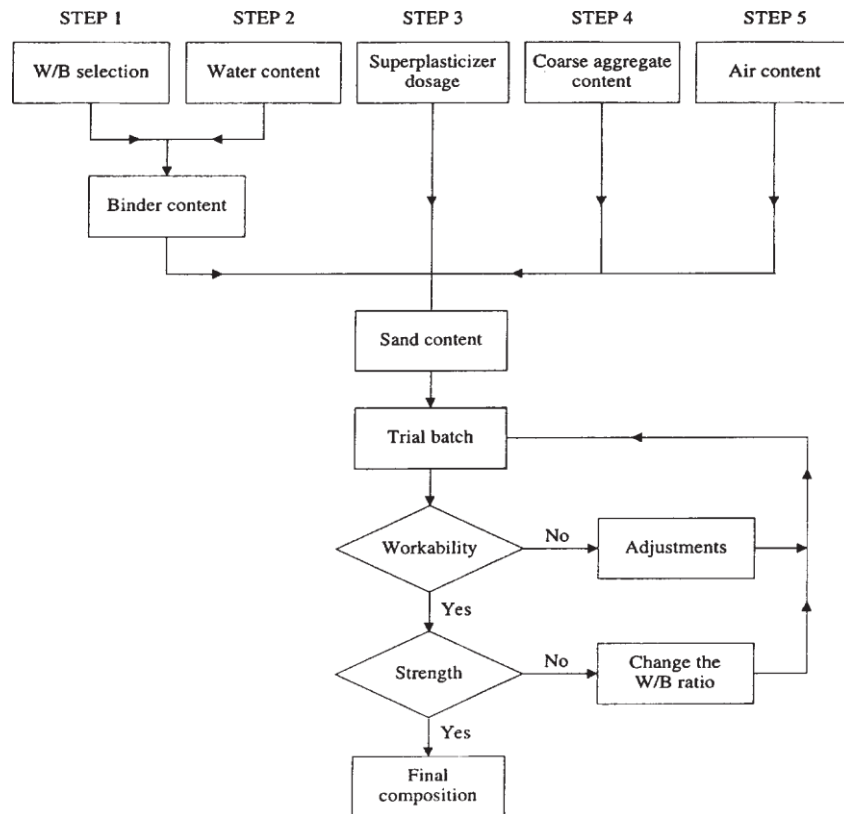 STEP 1 STEP 2 STEP 3 STEP 4 STEP 5
W/B selection
Water content
Superplasticizer
dosage
Coarse aggregate
content
Air content
Binder content
Sand content
Trial batch
Workability
No
Adjustments
Yes
Strength
No
Change the
W/B ratio
Yes
Final
composition